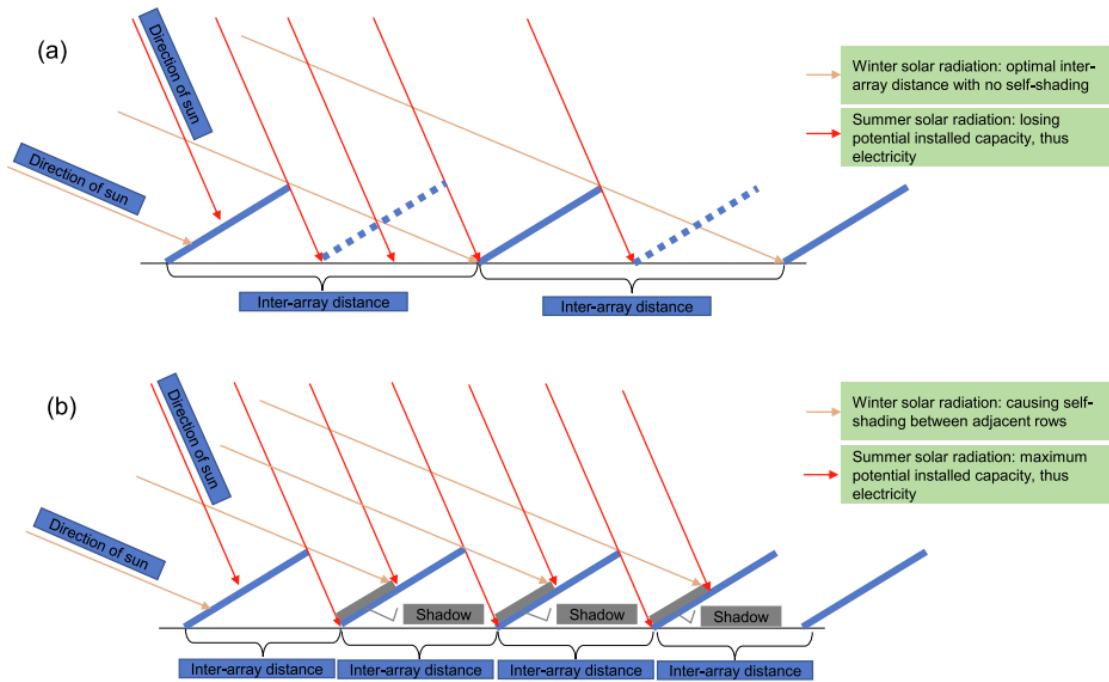 (a)
Direction of sun
Direction of sun
Winter solar radiation: optimal inter-
array distance with no self-shading
Summer solar radiation: losing
potential installed capacity, thus
electricity
Inter-array distance
Inter-array distance
(b)
Direction of sun
Direction of sun
Winter solar radiation: causing self-
shading between adjacent rows
Summer solar radiation: maximum
potential installed capacity, thus
electricity
Shadow
Shadow
Shadow
Inter-array distance
Inter-array distance
Inter-array distance
Inter-array distance